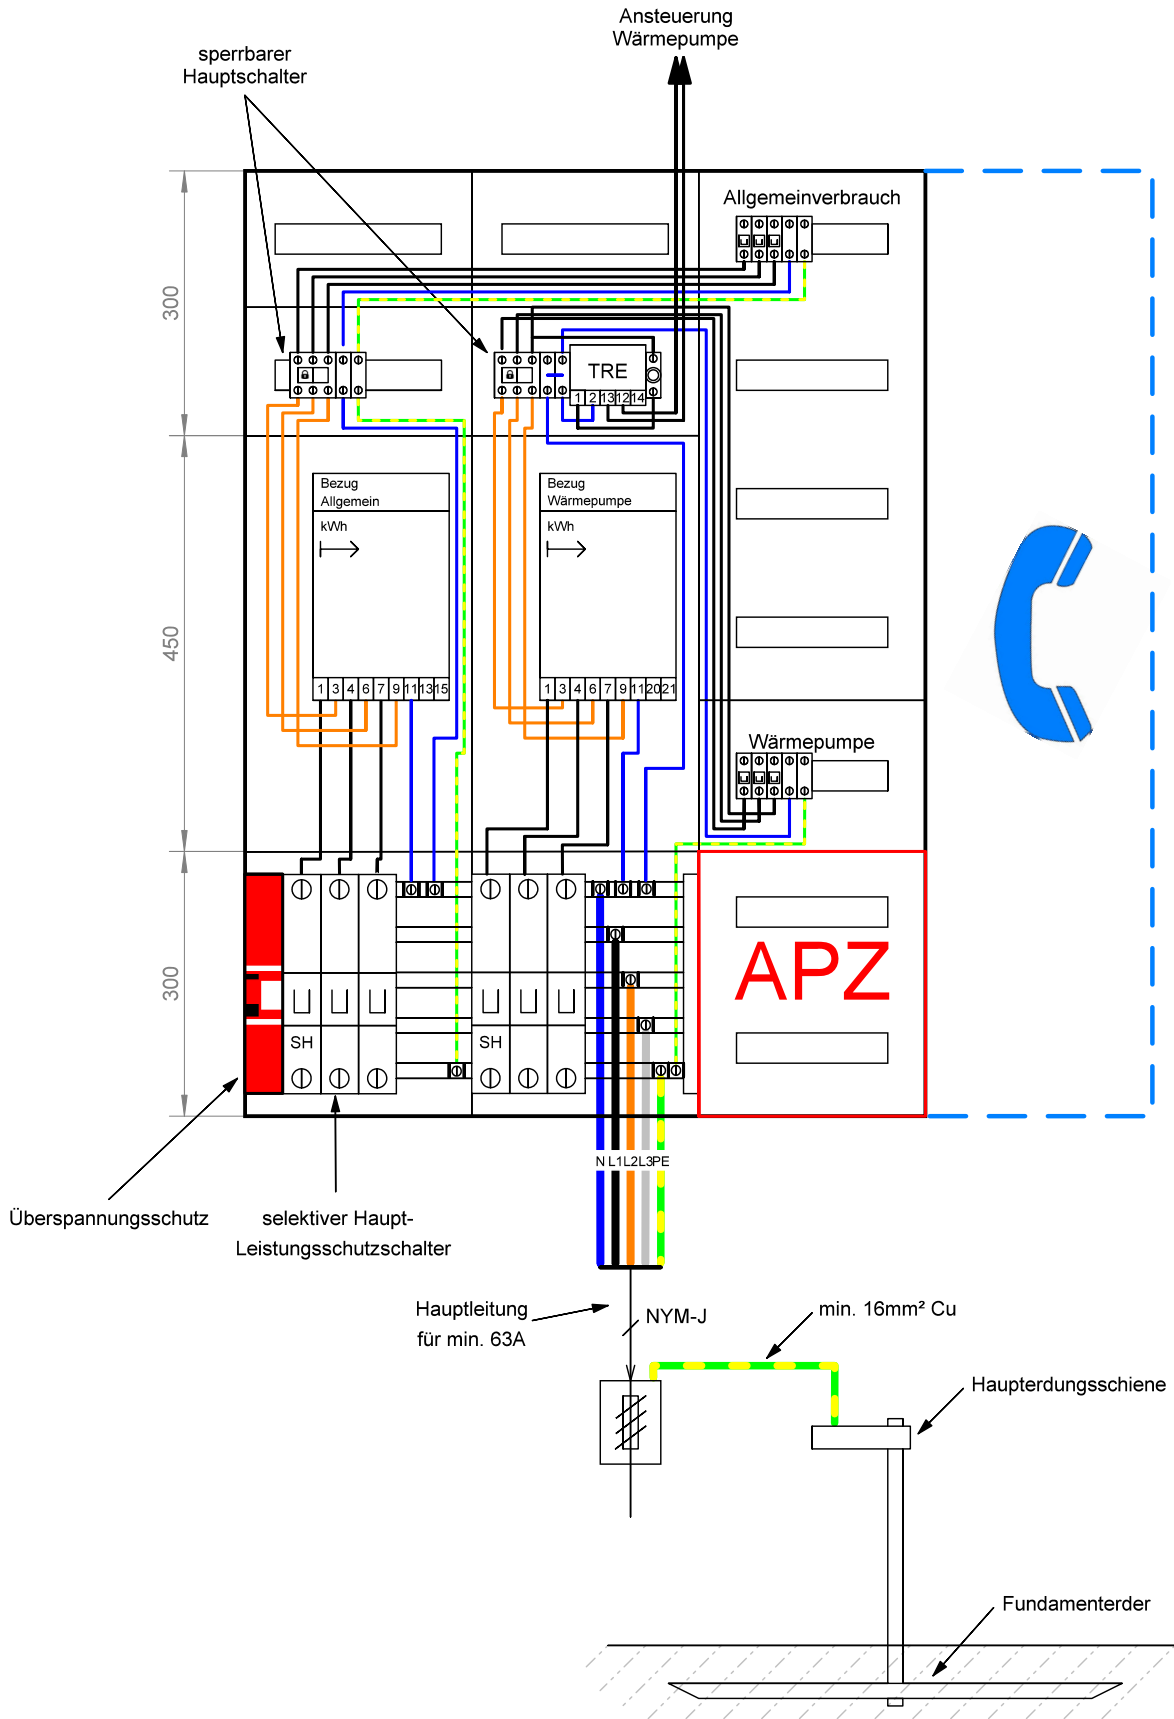 Ansteuerung
Wärmepumpe
sperrbarer
Hauptschalter
Allgemeinverbrauch
300
TRE
1 2 13 12 14
Bezug
Allgemein
kWh
Bezug
Wärmepumpe
kWh
450
1 3 4 6 7 9 11 13 15
1 3 4 6 7 9 11 20 21
Wärmepumpe
300
SH
SH
APZ
N L1 L2 L3 PE
Überspannungsschutz
selektiver Haupt-
Leistungsschutzschalter
Hauptleitung
für min. 63A
NYM-J
min. 16mm² Cu
Haupterdungsschiene
Fundamenterder